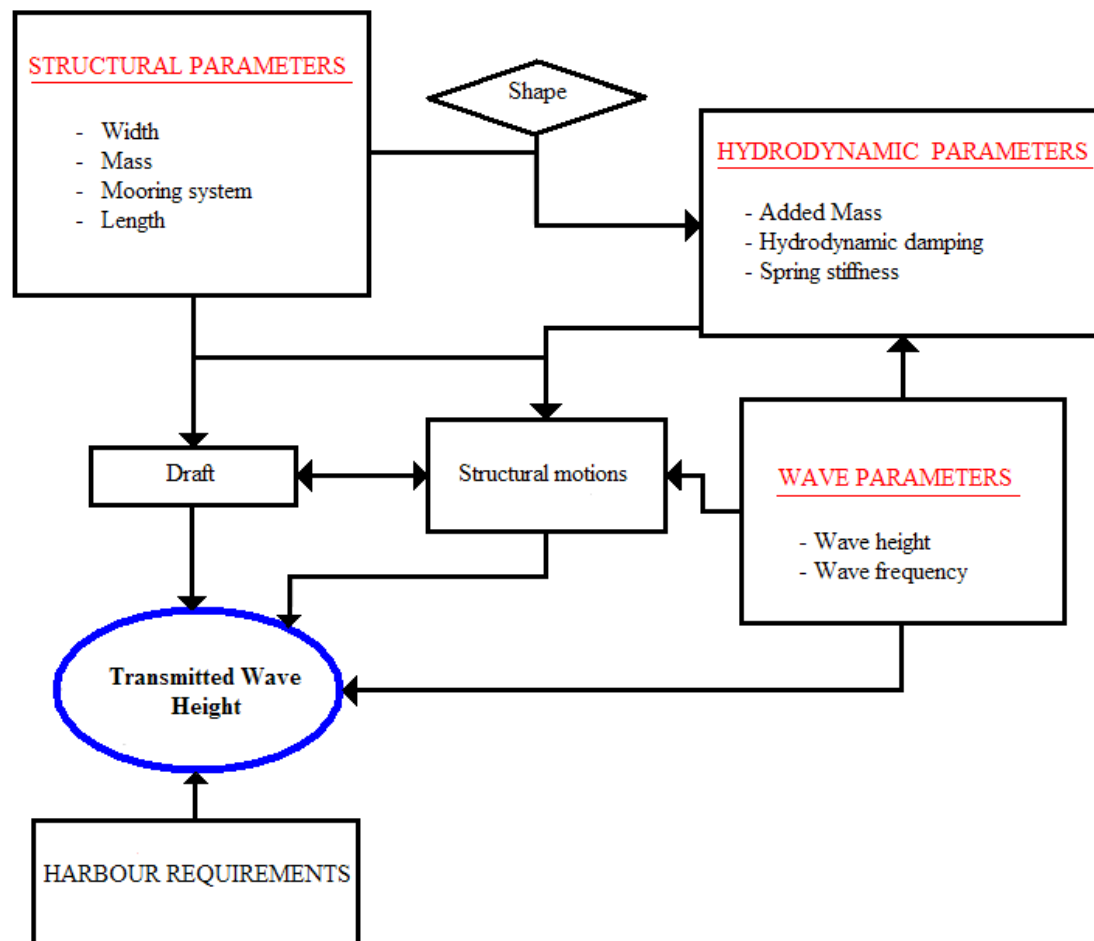 STRUCTURAL PARAMETERS
- Width
- Mass
- Mooring system
- Length
Shape
HYDRODYNAMIC PARAMETERS
- Added Mass
- Hydrodynamic damping
- Spring stiffness
Draft
Structural motions
WAVE PARAMETERS
- Wave height
- Wave frequency
Transmitted Wave
Height
HARBOUR REQUIREMENTS